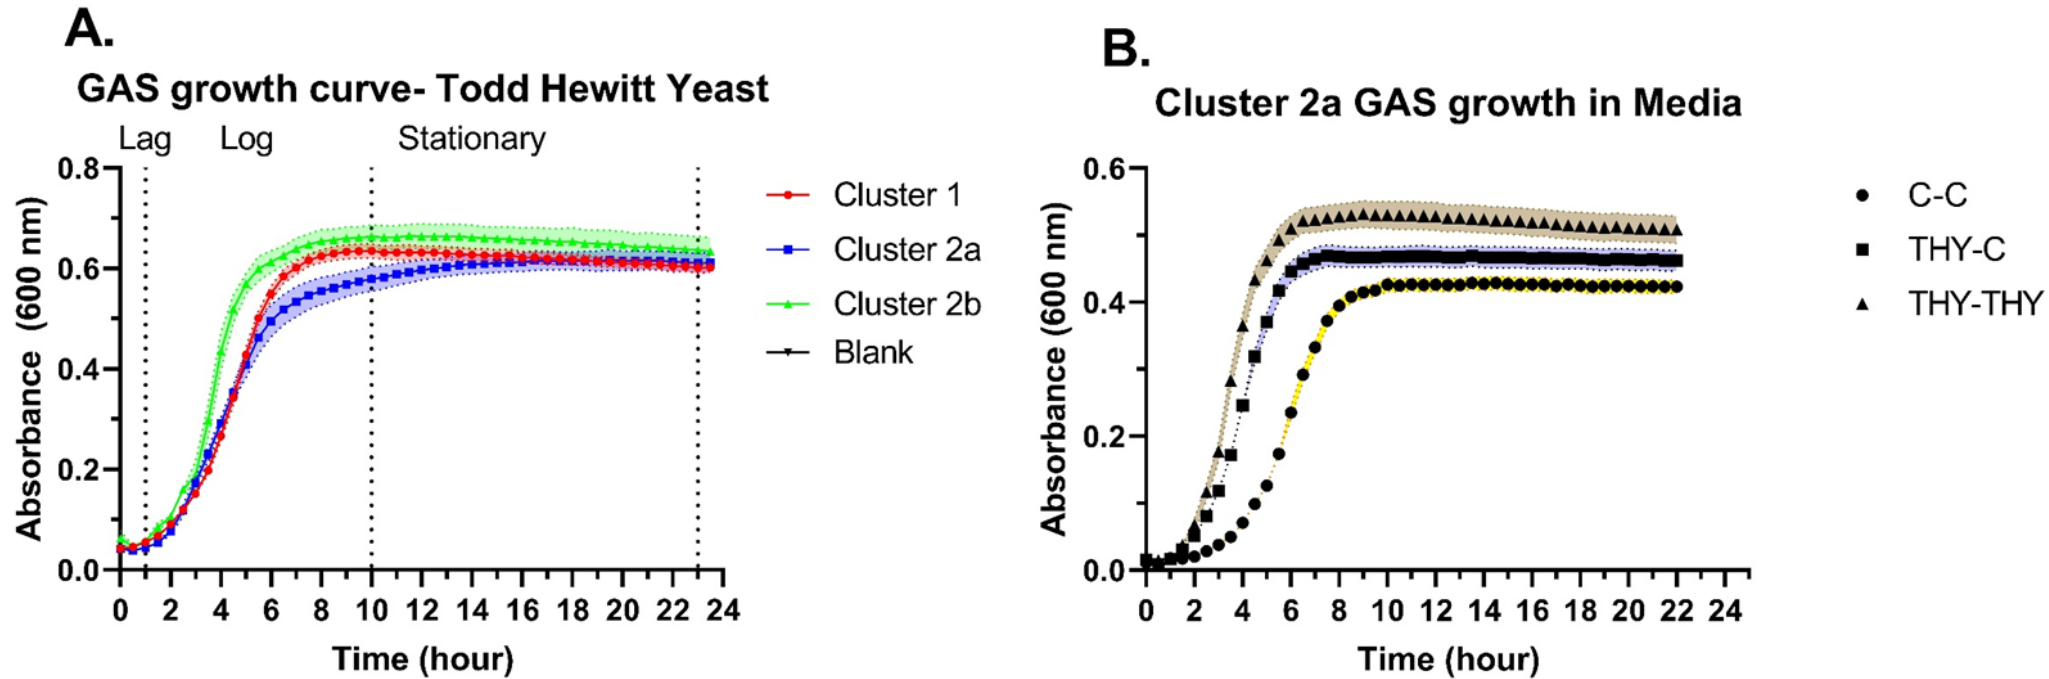 A.
GAS growth curve- Todd Hewitt Yeast
Lag Log Stationary
0.8
0.6
0.4
0.2
0.0
Absorbance (600 nm)
0 2 4 6 8 10 12 14 16 18 20 22 24
Time (hour)
Cluster 1
Cluster 2a
Cluster 2b
Blank
B.
Cluster 2a GAS growth in Media
0.6
0.4
0.2
0.0
Absorbance (600 nm)
0 2 4 6 8 10 12 14 16 18 20 22 24
Time (hour)
C-C
THY-C
THY-THY